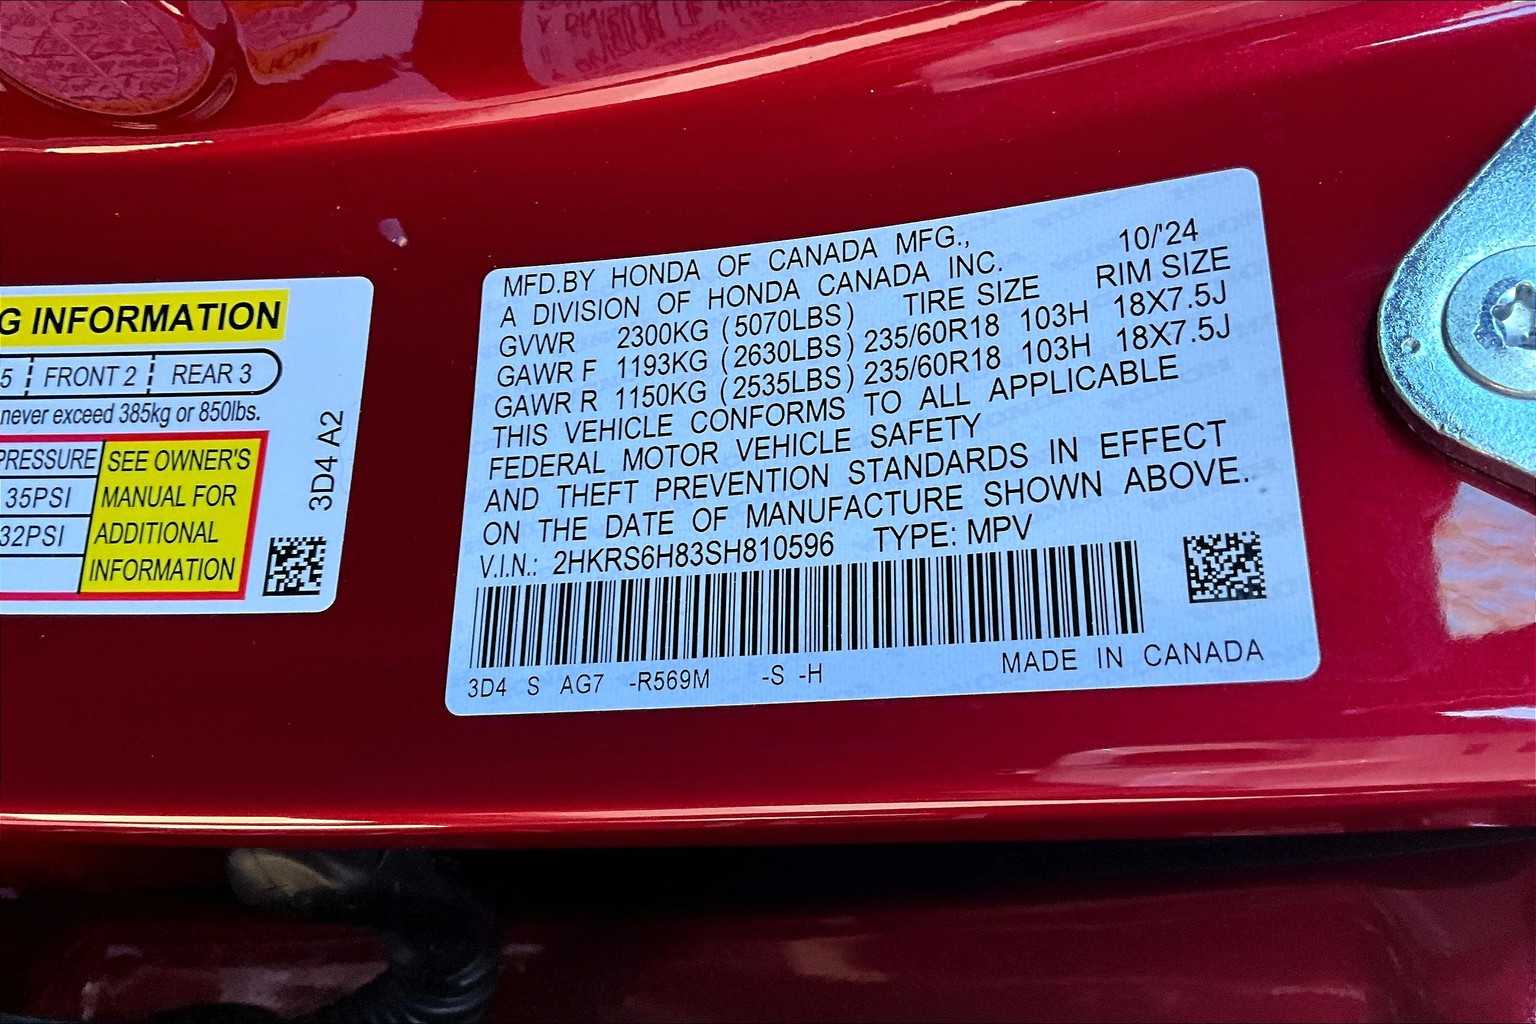 G INFORMATION
5 FRONT 2 REAR 3
never exceed 385kg or 850lbs.
PRESSURE SEE OWNER'S
35PSI MANUAL FOR
32PSI ADDITIONAL
INFORMATION
3D4 A2
MFD.BY HONDA OF CANADA MFG., 10/'24
A DIVISION OF HONDA CANADA INC.
TIRE SIZE RIM SIZE
GVWR 2300KG (5070LBS)
GAWR F 1193KG (2630LBS) 235/60R18 103H 18X7.5J
GAWR R 1150KG (2535LBS) 235/60R18 103H 18X7.5J
THIS VEHICLE CONFORMS TO ALL APPLICABLE
FEDERAL MOTOR VEHICLE SAFETY
AND THEFT PREVENTION STANDARDS IN EFFECT
ON THE DATE OF MANUFACTURE SHOWN ABOVE.
V.I.N.: 2HKRS6H83SH810596 TYPE: MPV
3D4 S AG7 -R569M -S -H MADE IN CANADA